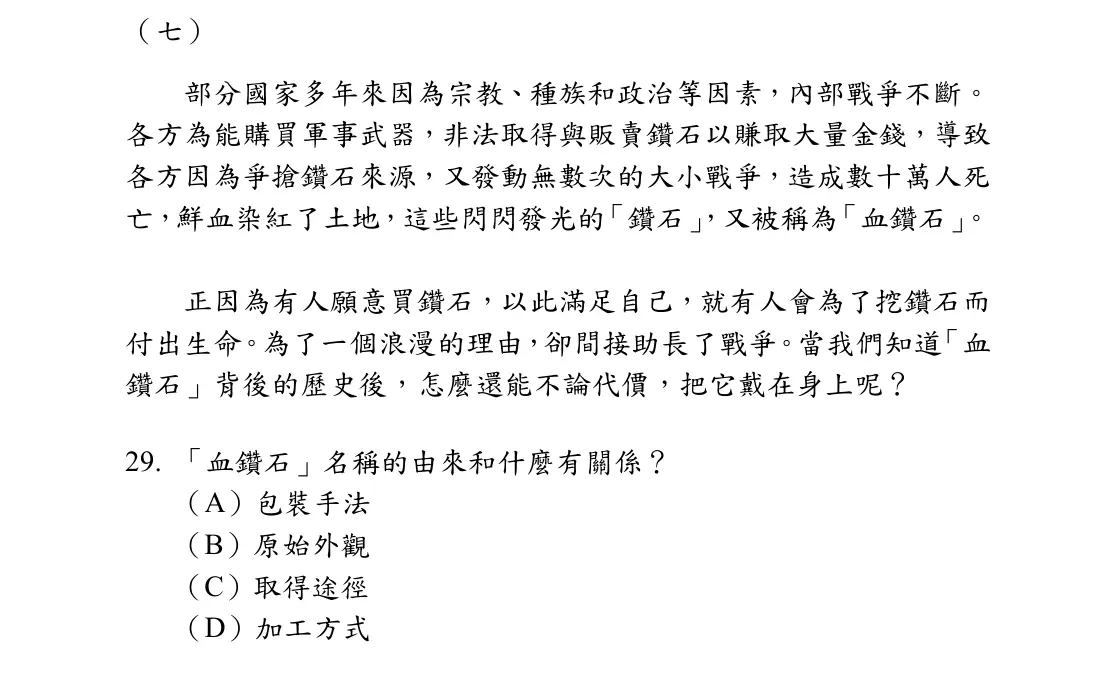 （七）
部分國家多年來因為宗教、種族和政治等因素，內部戰爭不斷。
各方為能購買軍事武器，非法取得與販賣鑽石以賺取大量金錢，導致
各方因為爭搶鑽石來源，又發動無數次的大小戰爭，造成數十萬人死
亡，鮮血染紅了土地，這些閃閃發光的「鑽石」，又被稱為「血鑽石」。
正因為有人願意買鑽石，以此滿足自己，就有人會為了挖鑽石而
付出生命。為了一個浪漫的理由，卻間接助長了戰爭。當我們知道「血
鑽石」背後的歷史後，怎麼還能不論代價，把它戴在身上呢？
29. 「血鑽石」名稱的由來和什麼有關係？
（A）包裝手法
（B）原始外觀
（C）取得途徑
（D）加工方式